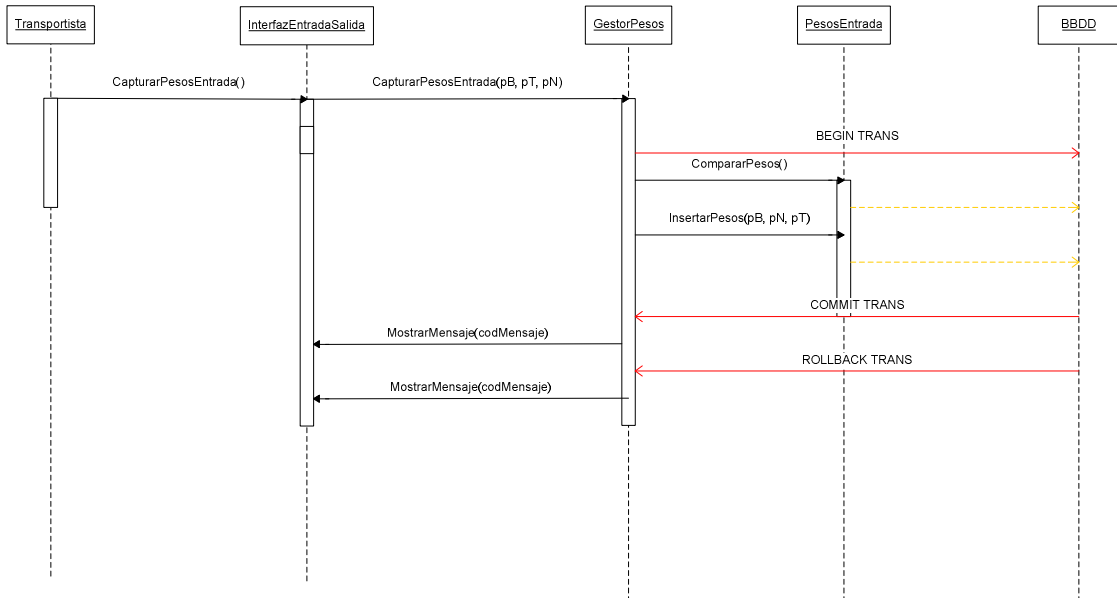 Transportista
InterfazEntradaSalida
GestorPesos
PesosEntrada
BBDD
CapturarPesosEntrada()
CapturarPesosEntrada(pB, pT, pN)
BEGIN TRANS
CompararPesos()
InsertarPesos(pB, pN, pT)
COMMIT TRANS
MostrarMensaje(codMensaje)
ROLLBACK TRANS
MostrarMensaje(codMensaje)